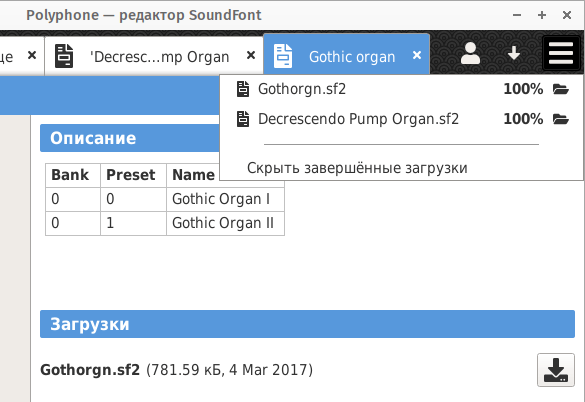 Polyphone — редактор SoundFont
це × 'Decresc...mp Organ × Gothic organ ×
Gothorgn.sf2 100%
Decrescendo Pump Organ.sf2 100%
Скрыть завершённые загрузки
Описание
Bank Preset Name
0 0 Gothic Organ I
0 1 Gothic Organ II
Загрузки
Gothorgn.sf2 (781.59 кБ, 4 Mar 2017)